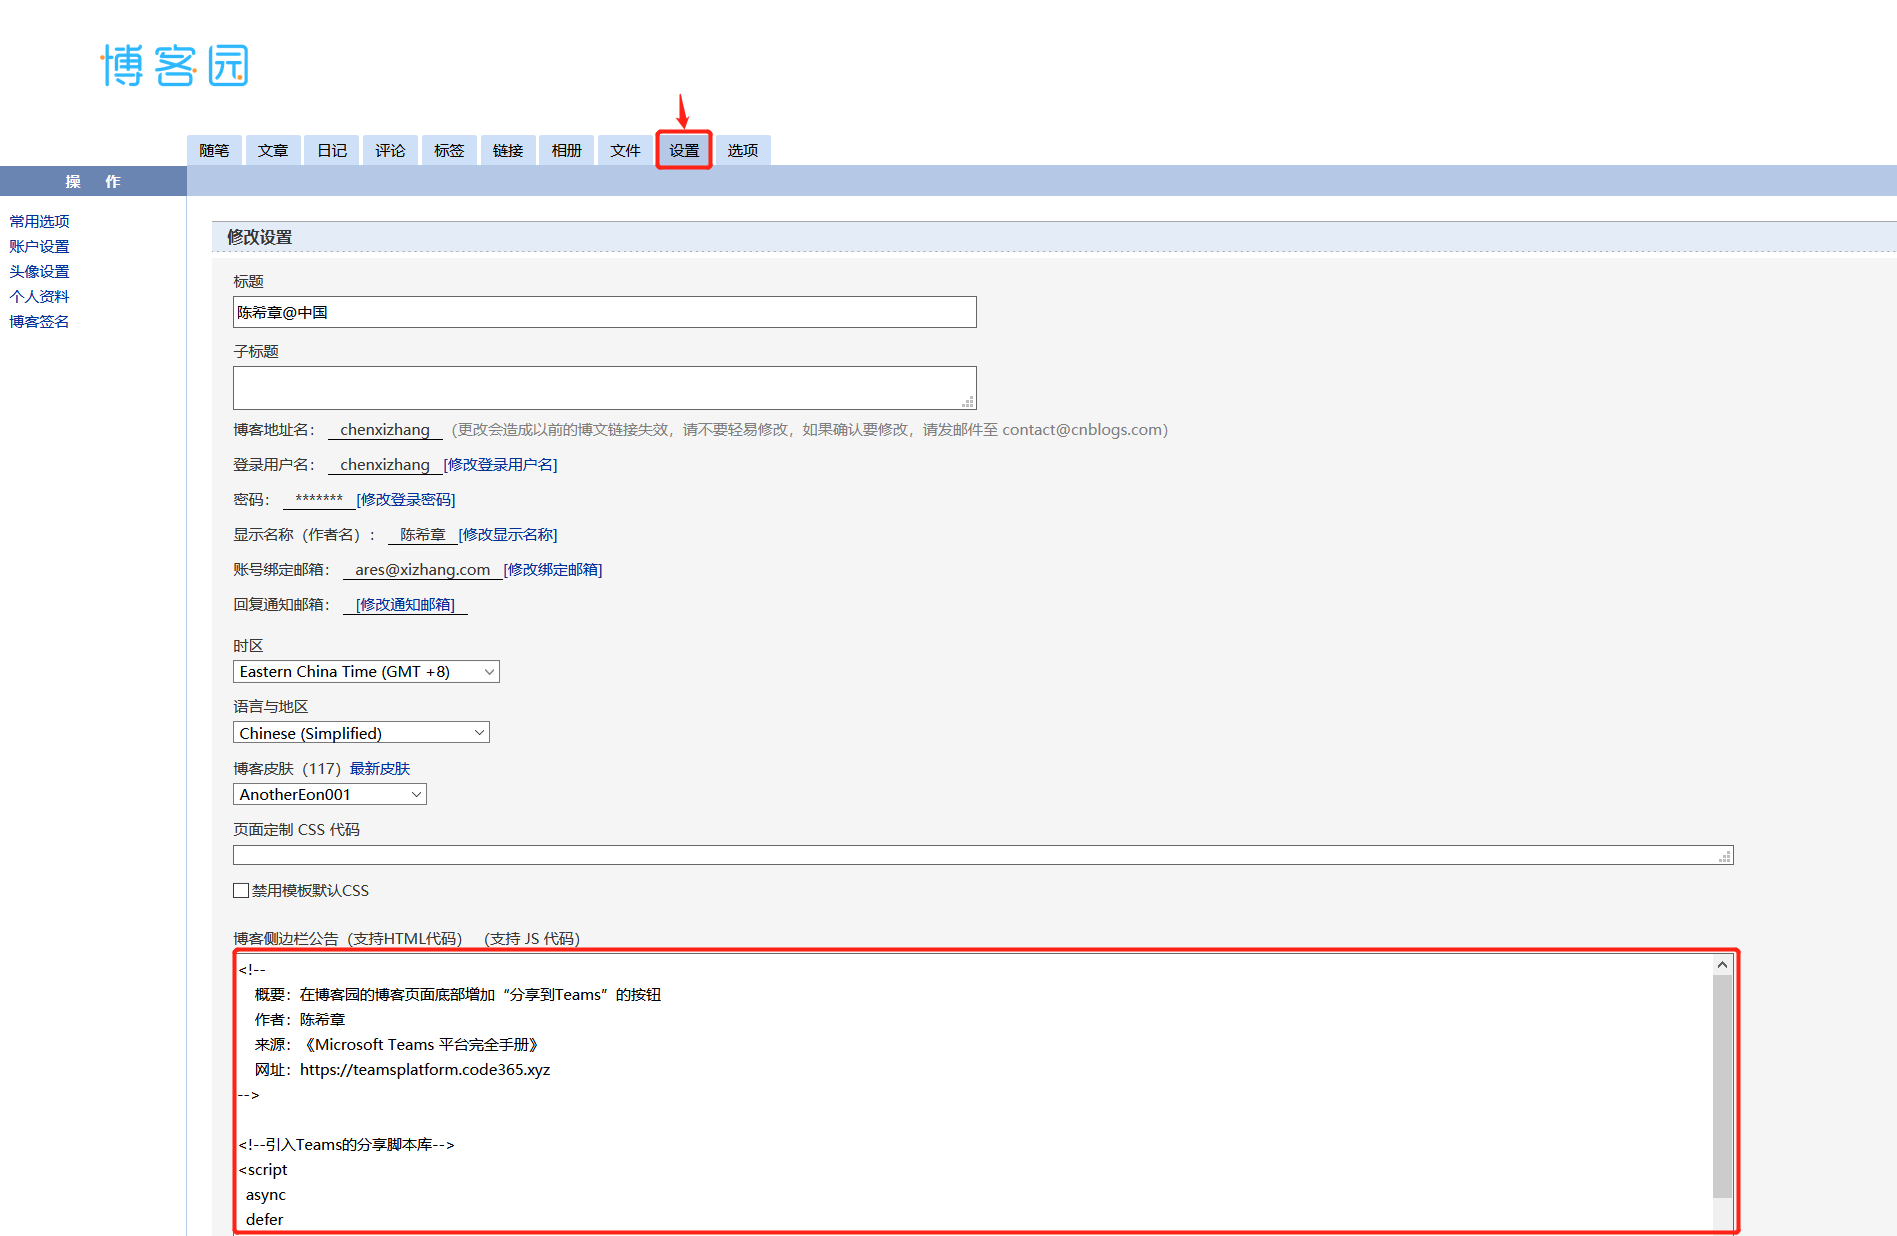 博客园
随笔 文章 日记 评论 标签 链接 相册 文件 设置 选项
操 作
常用选项
账户设置
头像设置
个人资料
博客签名
修改设置
标题
陈希章@中国
子标题
博客地址名： chenxizhang （更改会造成以前的博文链接失效，请不要轻易修改，如果确认要修改，请发邮件至 contact@cnblogs.com）
登录用户名： chenxizhang [修改登录用户名]
密码： ******* [修改登录密码]
显示名称（作者名）： 陈希章 [修改显示名称]
账号绑定邮箱： ares@xizhang.com [修改绑定邮箱]
回复通知邮箱： [修改通知邮箱]
时区
Eastern China Time (GMT +8)
语言与地区
Chinese (Simplified)
博客皮肤（117）最新皮肤
AnotherEon001
页面定制 CSS 代码
禁用模板默认CSS
博客侧边栏公告（支持HTML代码） （支持 JS 代码）
<!--
概要：在博客园的博客页面底部增加“分享到Teams”的按钮
作者：陈希章
来源：《Microsoft Teams 平台完全手册》
网址：https://teamsplatform.code365.xyz
-->
<!--引入Teams的分享脚本库-->
<script
async
defer